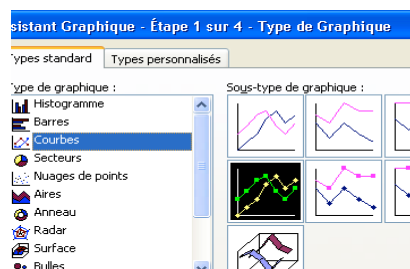 sistant Graphique - Étape 1 sur 4 - Type de Graphique
Types standard
Types personnalisés
Type de graphique :
Sous-type de graphique :
Histogramme
Barres
Courbes
Secteurs
Nuages de points
Aires
Anneau
Radar
Surface
Bulles